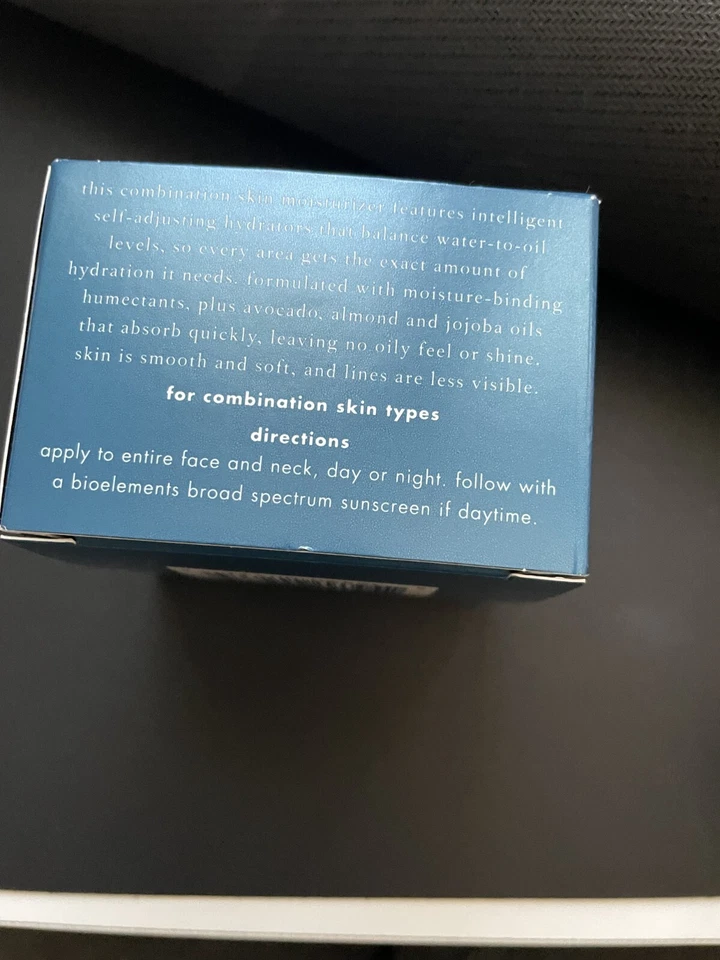 this combination skin moisturizer features intelligent
self-adjusting hydrators that balance water-to-oil
levels, so every area gets the exact amount of
hydration it needs. formulated with moisture-binding
humectants, plus avocado, almond and jojoba oils
that absorb quickly, leaving no oily feel or shine.
skin is smooth and soft, and lines are less visible.
for combination skin types
directions
apply to entire face and neck, day or night. follow with
a bioelements broad spectrum sunscreen if daytime.